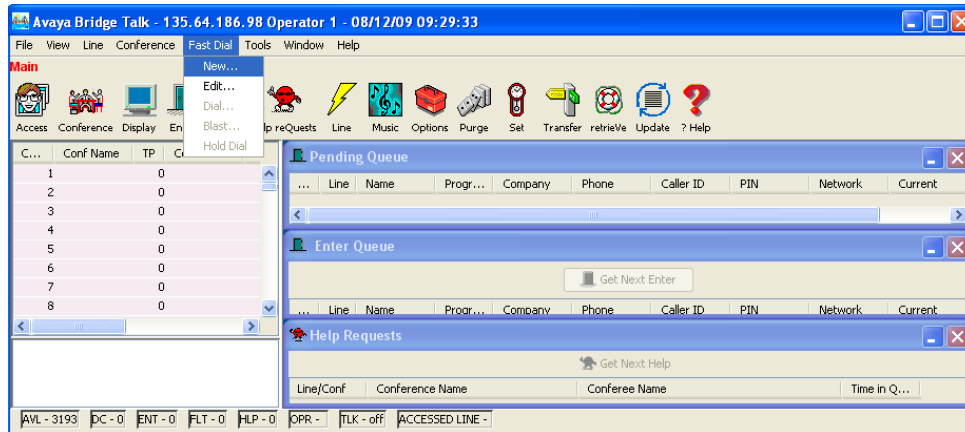 Avaya Bridge Talk - 135.64.186.98 Operator 1 - 08/12/09 09:29:33
File View Line Conference Fast Dial Tools Window Help
Main
New...
Edit...
Dial...
Blast...
Hold Dial
Access Conference Display En lp reQuests Line Music Options Purge Set Transfer retrieVe Update ? Help
C... Conf Name TP C
1 0
2 0
3 0
4 0
5 0
6 0
7 0
8 0
Pending Queue
... Line Name Progr... Company Phone Caller ID PIN Network Current
Enter Queue
Get Next Enter
... Line Name Progr... Company Phone Caller ID PIN Network Current
Help Requests
Get Next Help
Line/Conf Conference Name Conferee Name Time in Q...
AVL - 3193 DC - 0 ENT - 0 FLT - 0 HLP - 0 OPR - TLK - off ACCESSED LINE -